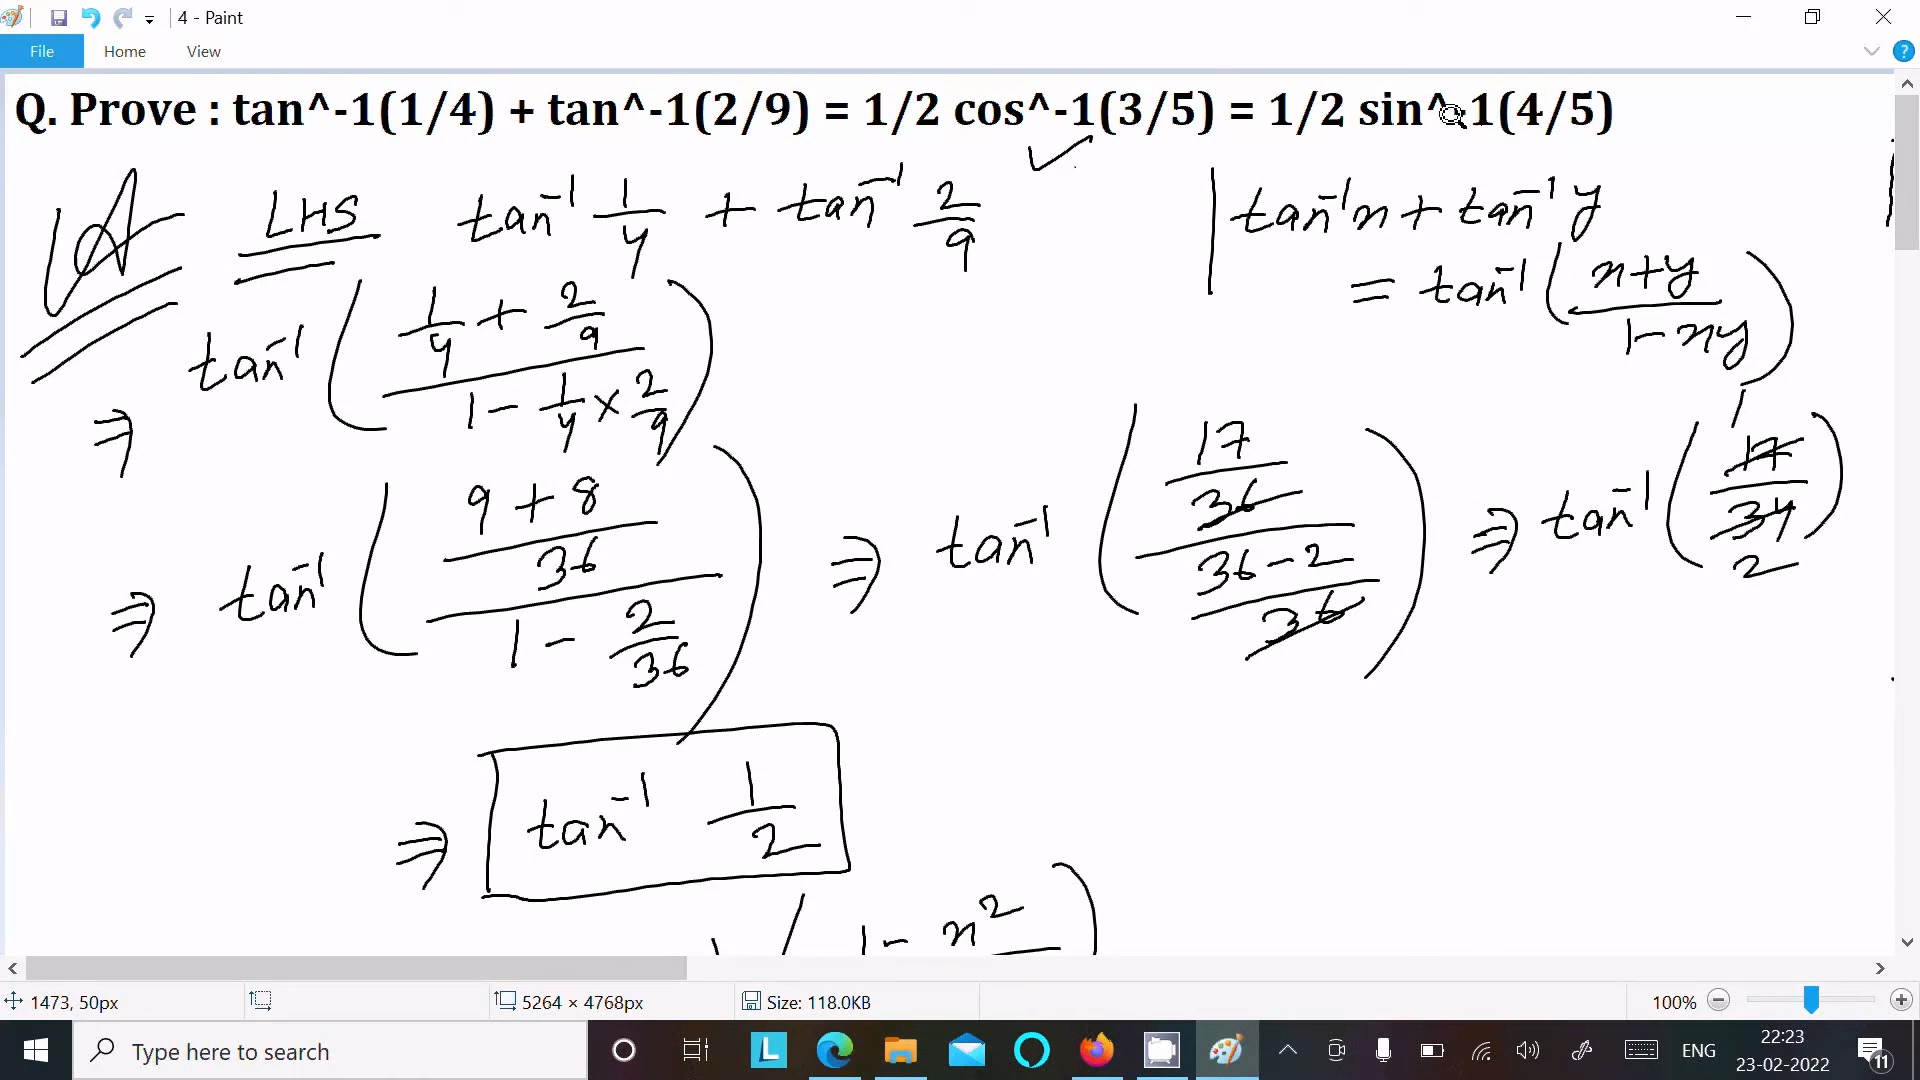 4 - Paint
File Home View
Q. Prove : tan^-1(1/4) + tan^-1(2/9) = 1/2 cos^-1(3/5) = 1/2 sin^-1(4/5)
LHS tan⁻¹ 1/4 + tan⁻¹ 2/9
tan⁻¹x + tan⁻¹y
= tan⁻¹ ((x+y)/(1-xy))
⇒ tan⁻¹ ((1/4 + 2/9)/(1 - 1/4 × 2/9))
⇒ tan⁻¹ (((9+8)/36)/(1 - 2/36)) ⇒ tan⁻¹ ((17/36)/((36-2)/36)) ⇒ tan⁻¹ (17/34) 1 2
⇒ tan⁻¹ 1/2
1 - x²
1473, 50px 5264 × 4768px Size: 118.0KB 100%
Type here to search
L
ENG
22:23
23-02-2022
11